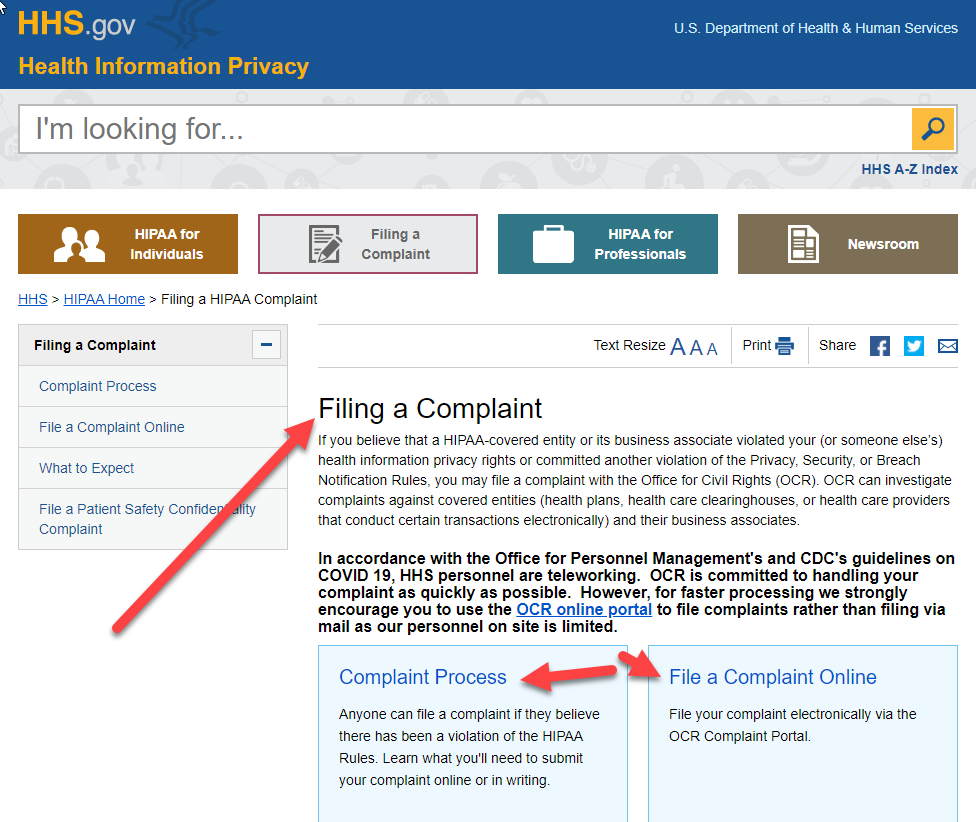 HHS.gov
U.S. Department of Health & Human Services
Health Information Privacy
I'm looking for...
HHS A-Z Index
HIPAA for
Individuals
Filing a
Complaint
HIPAA for
Professionals
Newsroom
HHS > HIPAA Home > Filing a HIPAA Complaint
Filing a Complaint
Complaint Process
File a Complaint Online
What to Expect
File a Patient Safety Confidentiality
Complaint
Text Resize A A A Print Share
Filing a Complaint
If you believe that a HIPAA-covered entity or its business associate violated your (or someone else's)
health information privacy rights or committed another violation of the Privacy, Security, or Breach
Notification Rules, you may file a complaint with the Office for Civil Rights (OCR). OCR can investigate
complaints against covered entities (health plans, health care clearinghouses, or health care providers
that conduct certain transactions electronically) and their business associates.
In accordance with the Office for Personnel Management's and CDC's guidelines on
COVID 19, HHS personnel are teleworking.  OCR is committed to handling your
complaint as quickly as possible.  However, for faster processing we strongly
encourage you to use the OCR online portal to file complaints rather than filing via
mail as our personnel on site is limited.
Complaint Process
Anyone can file a complaint if they believe
there has been a violation of the HIPAA
Rules. Learn what you'll need to submit
your complaint online or in writing.
File a Complaint Online
File your complaint electronically via the
OCR Complaint Portal.